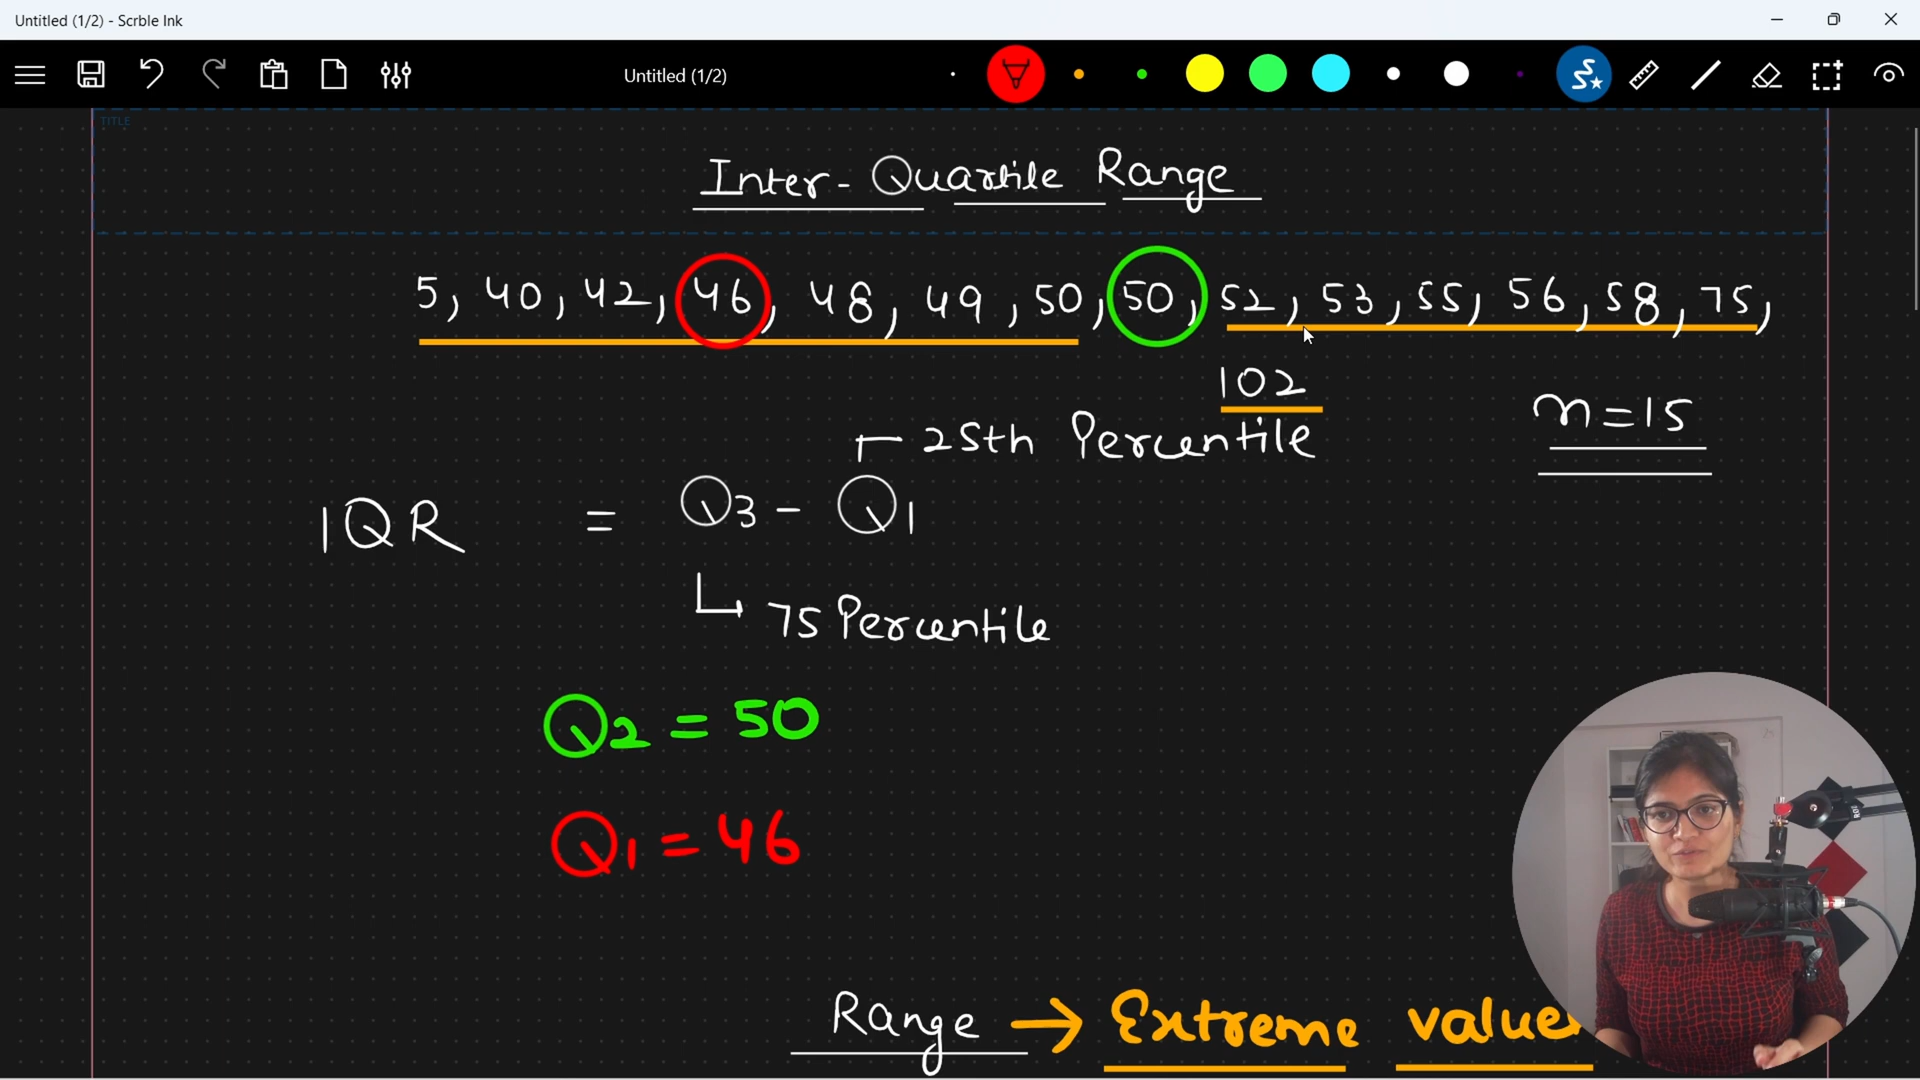 Untitled (1/2) - Scrble Ink
Untitled (1/2)
TITLE
Inter-Quartile Range
5, 40, 42, 46, 48, 49, 50, 50, 52, 53, 55, 56, 58, 75,
102
n=15
25th Percentile
IQR = Q3 - Q1
75 Percentile
Q2 = 50
Q1 = 46
Range → Extreme value